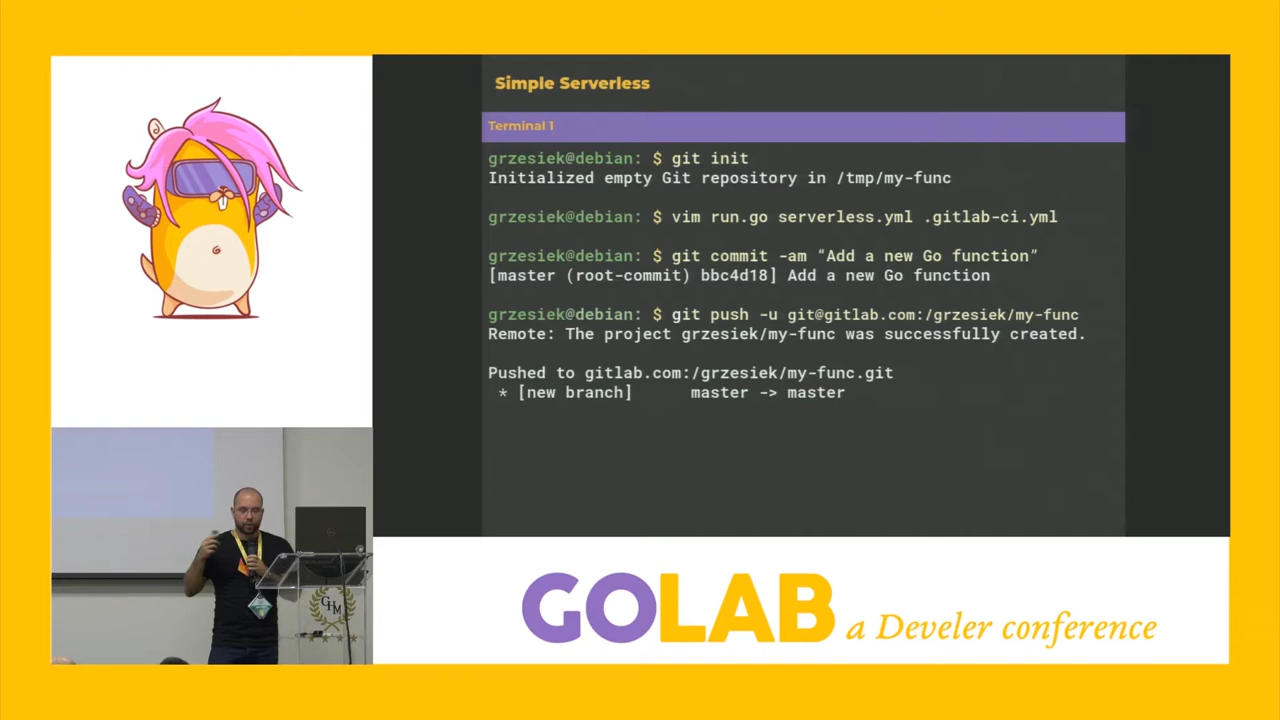 Simple Serverless
Terminal 1
grzesiek@debian: $ git init
Initialized empty Git repository in /tmp/my-func
grzesiek@debian: $ vim run.go serverless.yml .gitlab-ci.yml
grzesiek@debian: $ git commit -am “Add a new Go function”
[master (root-commit) bbc4d18] Add a new Go function
grzesiek@debian: $ git push -u git@gitlab.com:/grzesiek/my-func
Remote: The project grzesiek/my-func was successfully created.
Pushed to gitlab.com:/grzesiek/my-func.git
* [new branch] master -> master
GHM
GOLAB a Develer conference